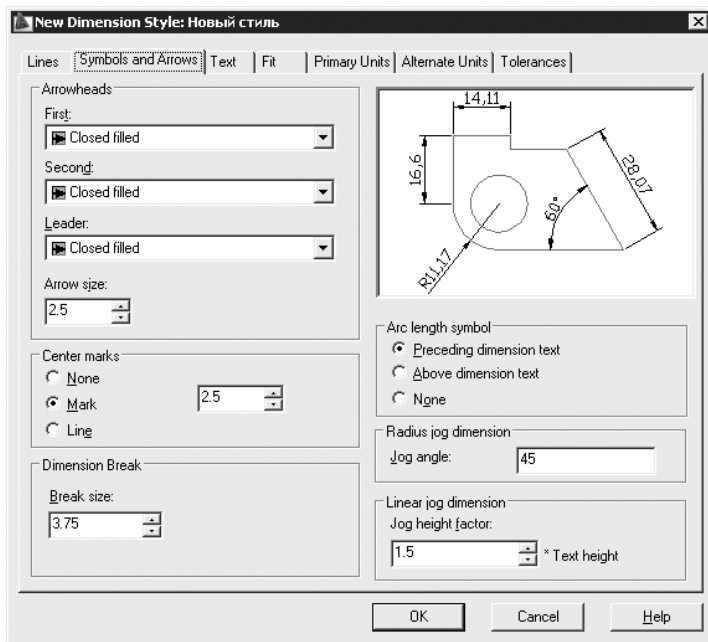 New Dimension Style: Новый стиль
Lines
Symbols and Arrows
Text
Fit
Primary Units
Alternate Units
Tolerances
Arrowheads
First:
Closed filled
Second:
Closed filled
Leader:
Closed filled
Arrow size:
2.5
Center marks
None
Mark
Line
2.5
Dimension Break
Break size:
3.75
14,11
16,6
28,07
60°
R11,17
Arc length symbol
Preceding dimension text
Above dimension text
None
Radius jog dimension
Jog angle:
45
Linear jog dimension
Jog height factor:
1.5
* Text height
OK
Cancel
Help